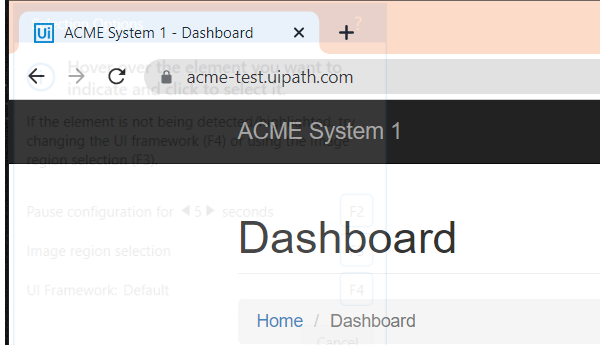 Selection Options ?
Ui ACME System 1 - Dashboard
acme-test.uipath.com
Hover over the element you want to
indicate and click to select it.
ACME System 1
If the element is not being detected/highlighted, try
changing the UI framework (F4) or using the image
region selection (F3).
Pause configuration for 5 seconds F2
Dashboard
Image region selection
UI Framework: Default F4
Home / Dashboard
Cancel